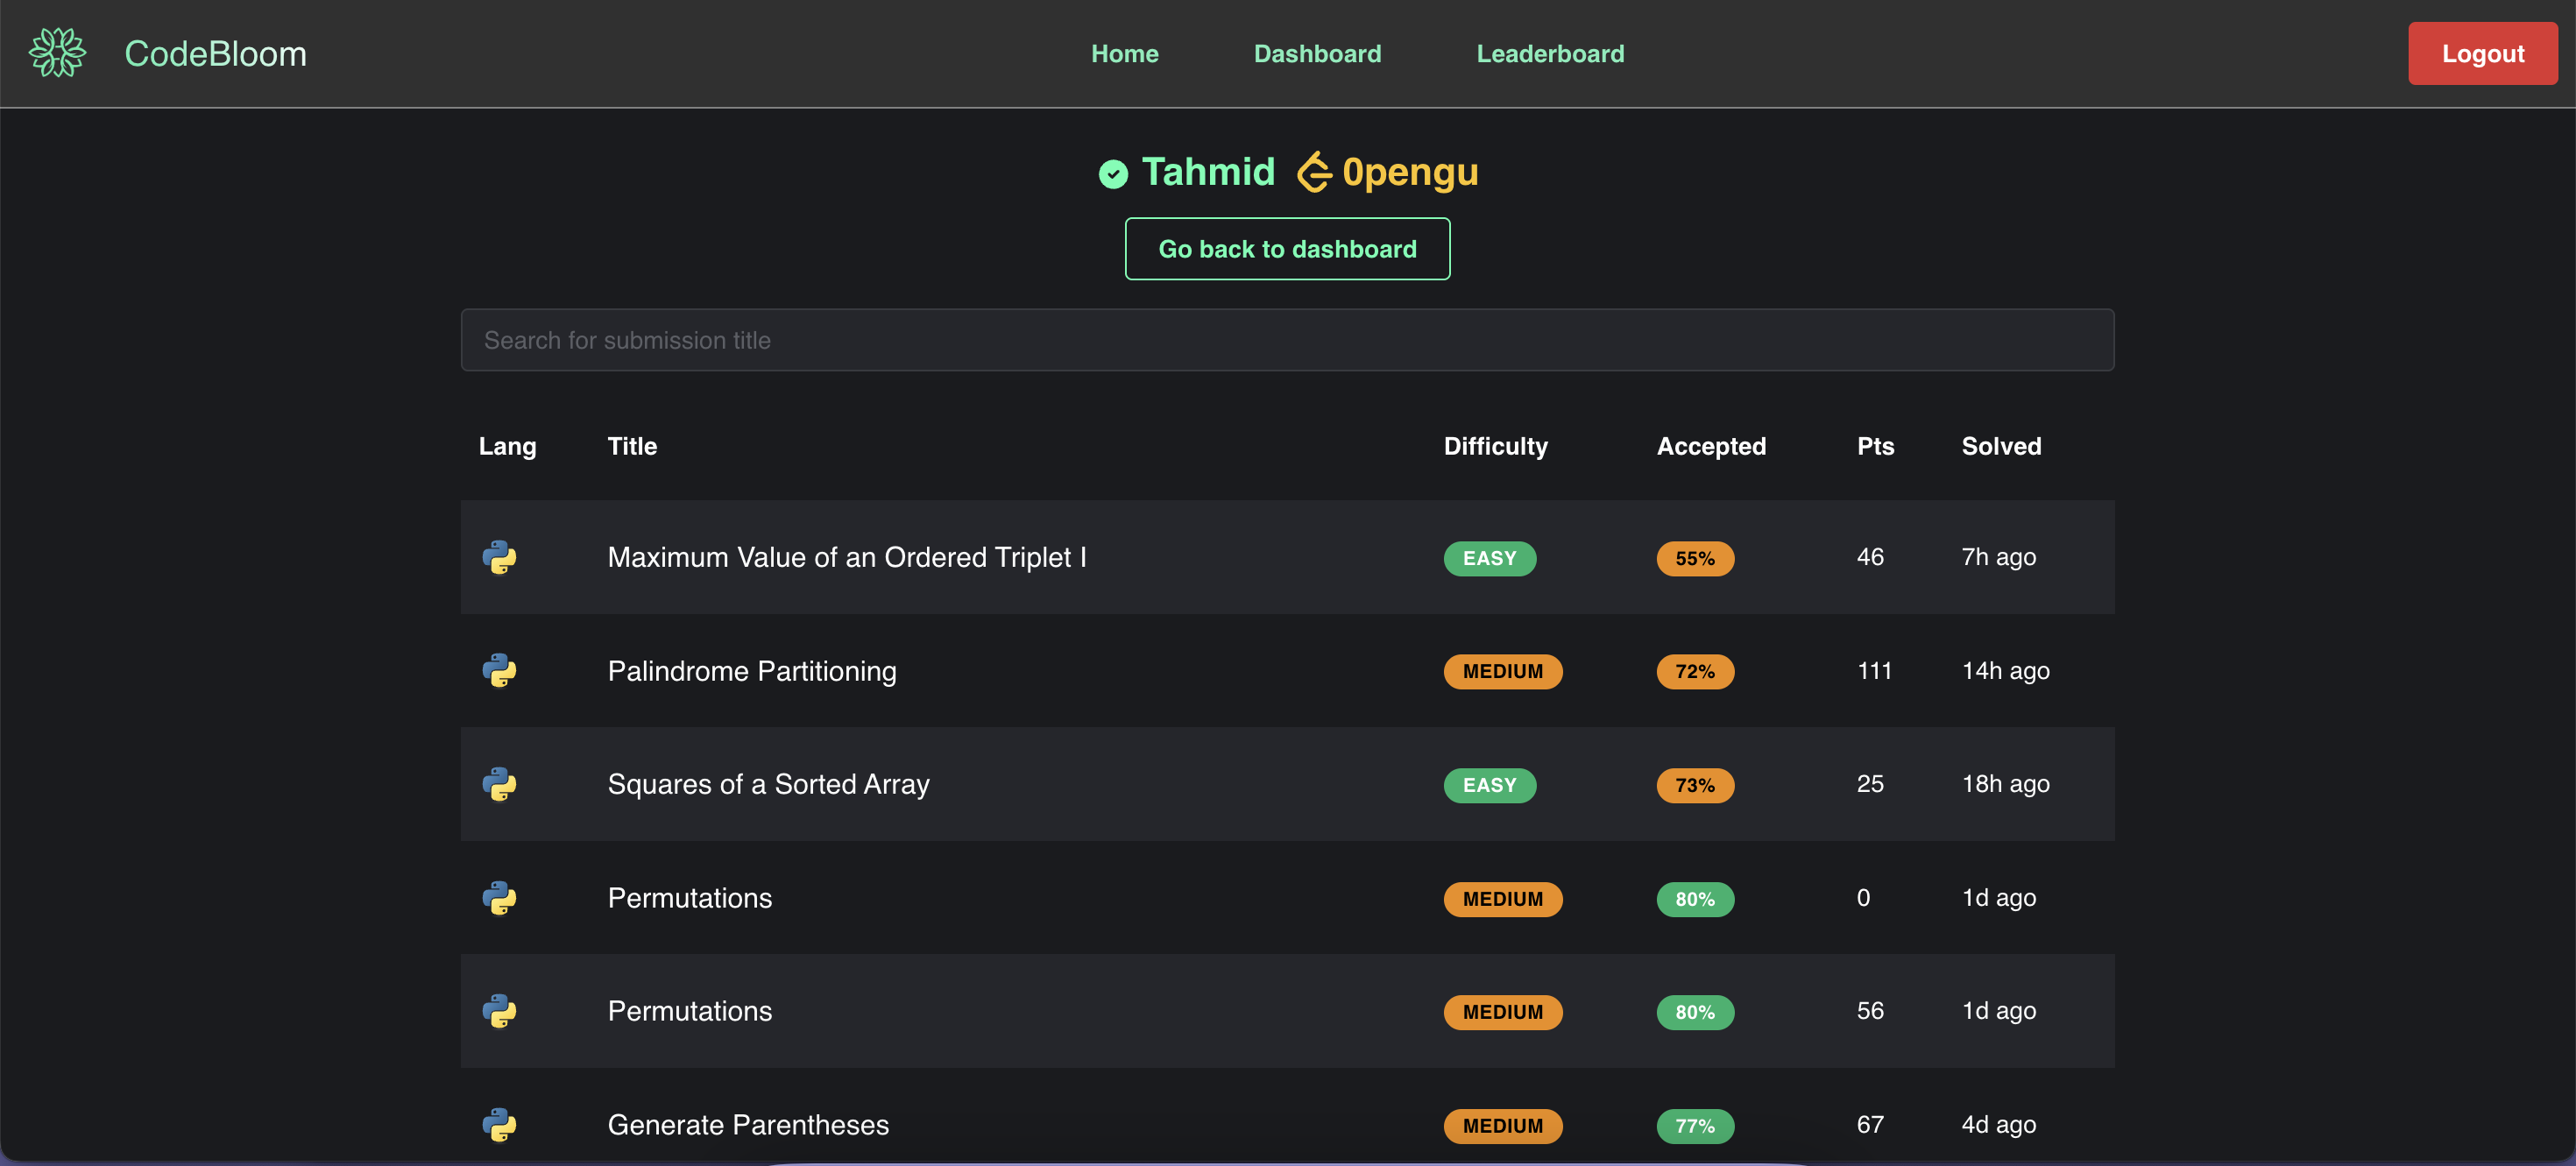 CodeBloom Home Dashboard Leaderboard Logout
Tahmid 0pengu
Go back to dashboard
Search for submission title
Lang Title Difficulty Accepted Pts Solved
Maximum Value of an Ordered Triplet I EASY 55% 46 7h ago
Palindrome Partitioning MEDIUM 72% 111 14h ago
Squares of a Sorted Array EASY 73% 25 18h ago
Permutations MEDIUM 80% 0 1d ago
Permutations MEDIUM 80% 56 1d ago
Generate Parentheses MEDIUM 77% 67 4d ago